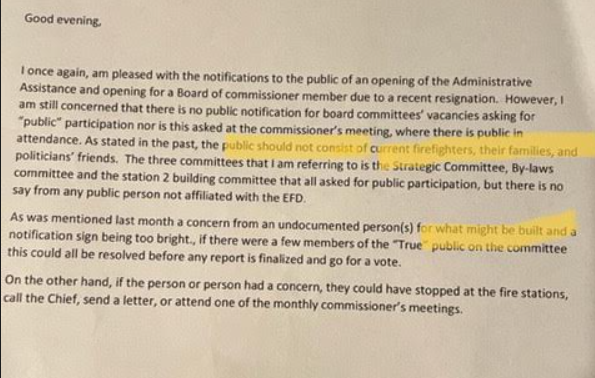 Good evening,
I once again, am pleased with the notifications to the public of an opening of the Administrative
Assistance and opening for a Board of commissioner member due to a recent resignation. However, I
am still concerned that there is no public notification for board committees' vacancies asking for
"public" participation nor is this asked at the commissioner's meeting, where there is public in
attendance. As stated in the past, the public should not consist of current firefighters, their families, and
politicians' friends. The three committees that I am referring to is the Strategic Committee, By-laws
committee and the station 2 building committee that all asked for public participation, but there is no
say from any public person not affiliated with the EFD.
As was mentioned last month a concern from an undocumented person(s) for what might be built and a
notification sign being too bright., if there were a few members of the "True" public on the committee
this could all be resolved before any report is finalized and go for a vote.
On the other hand, if the person or person had a concern, they could have stopped at the fire stations,
call the Chief, send a letter, or attend one of the monthly commissioner's meetings.